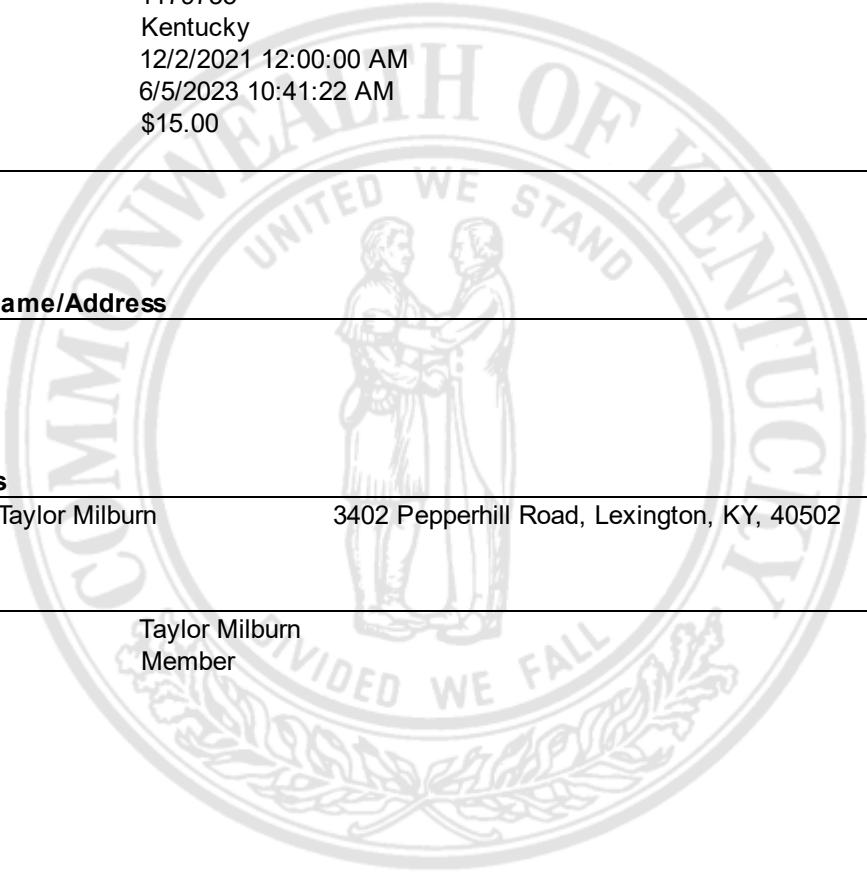 Kentucky
12/2/2021 12:00:00 AM
6/5/2023 10:41:22 AM
$15.00
COMMONWEALTH OF KENTUCKY
UNITED WE STAND
ame/Address
s
Taylor Milburn 3402 Pepperhill Road, Lexington, KY, 40502
Taylor Milburn
Member
DIVIDED WE FALL